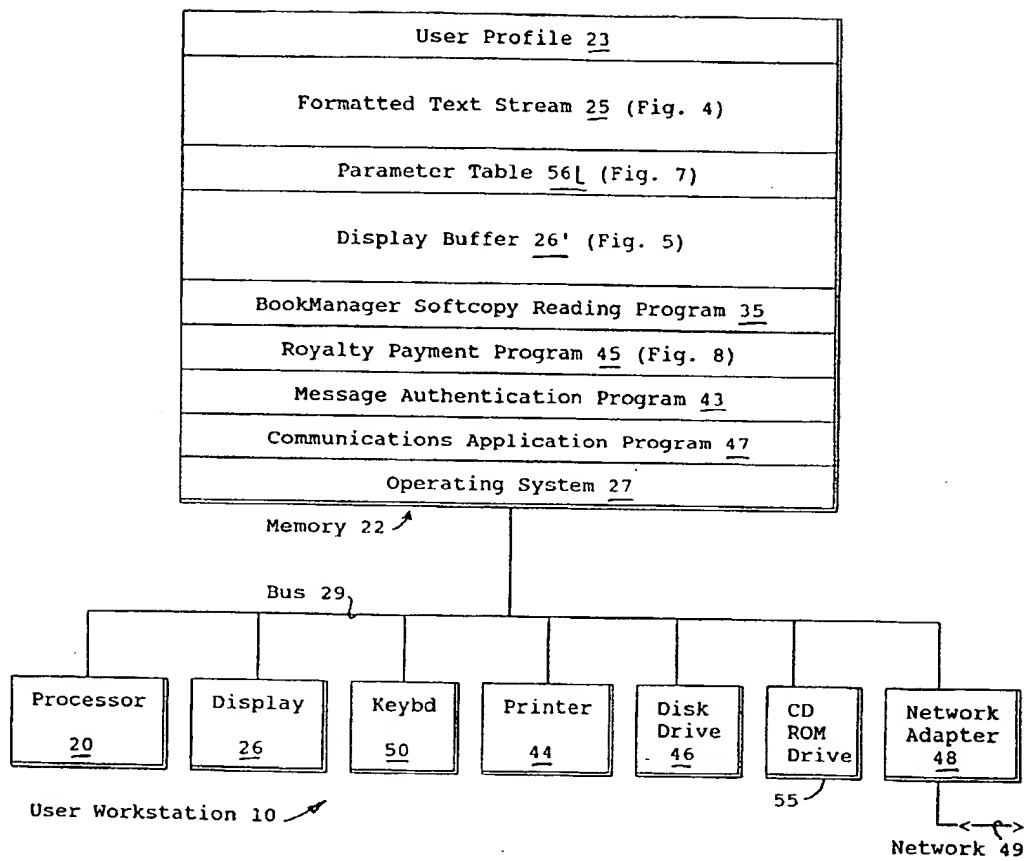 User Profile 23
Formatted Text Stream 25 (Fig. 4)
Parameter Table 56L (Fig. 7)
Display Buffer 26' (Fig. 5)
BookManager Softcopy Reading Program 35
Royalty Payment Program 45 (Fig. 8)
Message Authentication Program 43
Communications Application Program 47
Operating System 27
Memory 22
Bus 29
Processor
20
Display
26
Keybd
50
Printer
44
Disk
Drive
46
CD
ROM
Drive
55
Network
Adapter
48
User Workstation 10
Network 49